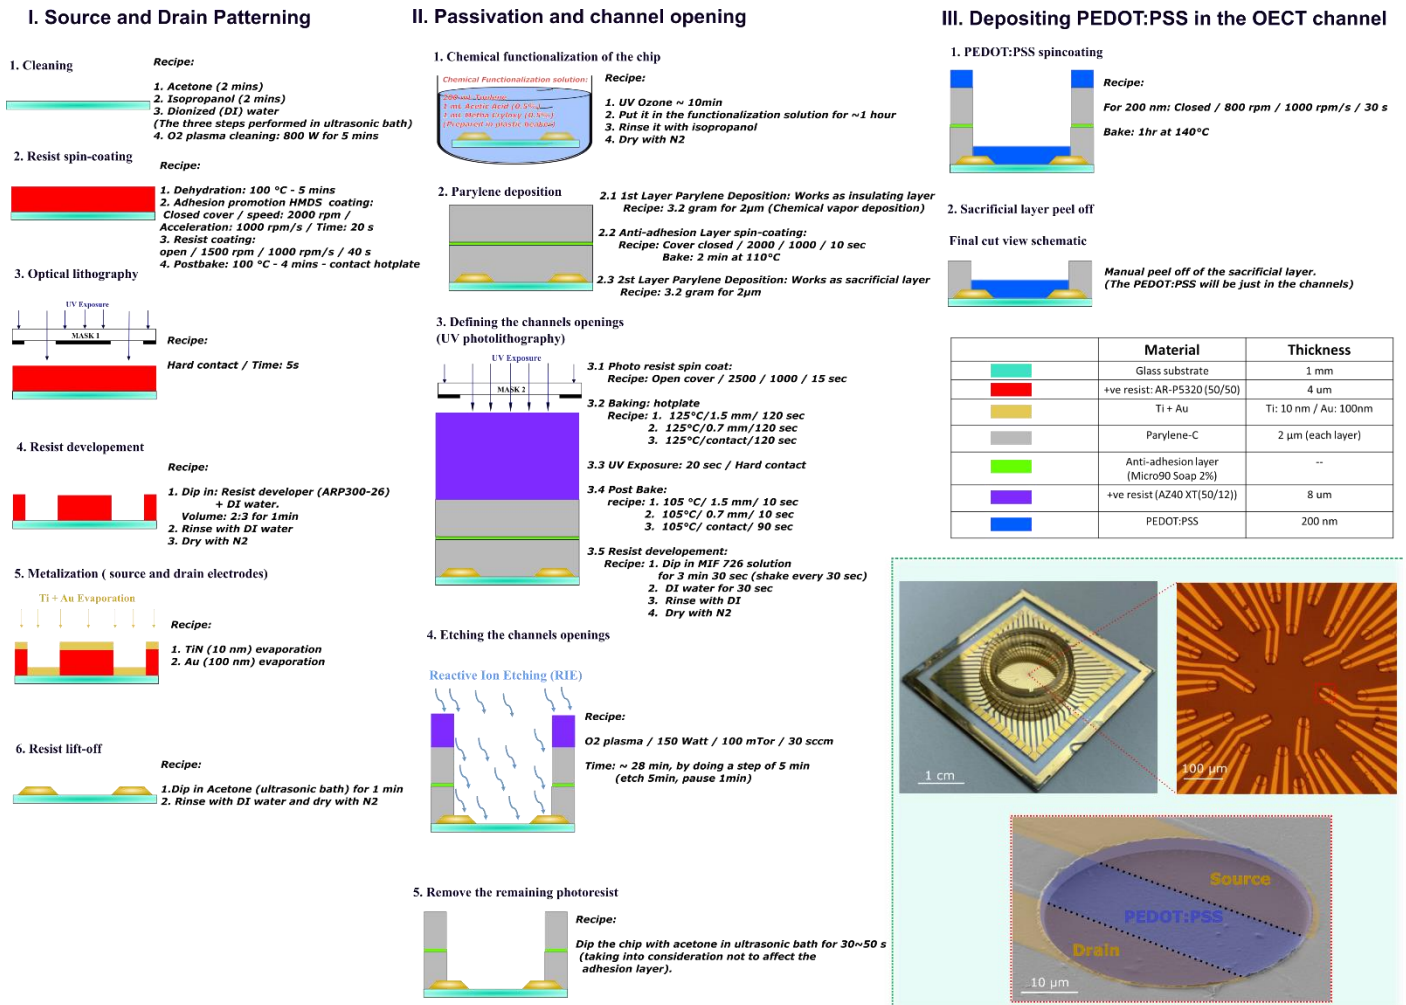 I. Source and Drain Patterning
1. Cleaning
Recipe:
1. Acetone (2 mins)
2. Isopropanol (2 mins)
3. Dionized (DI) water
(The three steps performed in ultrasonic bath)
4. O2 plasma cleaning: 800 W for 5 mins
2. Resist spin-coating
Recipe:
1. Dehydration: 100 °C - 5 mins
2. Adhesion promotion HMDS coating:
Closed cover / speed: 2000 rpm /
Acceleration: 1000 rpm/s / Time: 20 s
3. Resist coating:
open / 1500 rpm / 1000 rpm/s / 40 s
4. Postbake: 100 °C - 4 mins - contact hotplate
3. Optical lithography
UV Exposure
MASK 1
Recipe:
Hard contact / Time: 5s
4. Resist developement
Recipe:
1. Dip in: Resist developer (ARP300-26)
+ DI water.
Volume: 2:3 for 1min
2. Rinse with DI water
3. Dry with N2
5. Metalization ( source and drain electrodes)
Ti + Au Evaporation
Recipe:
1. TiN (10 nm) evaporation
2. Au (100 nm) evaporation
6. Resist lift-off
Recipe:
1.Dip in Acetone (ultrasonic bath) for 1 min
2. Rinse with DI water and dry with N2
II. Passivation and channel opening
1. Chemical functionalization of the chip
Chemical Functionalization solution:
1 mL Acetic Acid (0.5%)
(Prepared in plastic beaker)
Recipe:
1. UV Ozone ~ 10min
2. Put it in the functionalization solution for ~1 hour
3. Rinse it with isopropanol
4. Dry with N2
2. Parylene deposition
2.1 1st Layer Parylene Deposition: Works as insulating layer
Recipe: 3.2 gram for 2µm (Chemical vapor deposition)
2.2 Anti-adhesion Layer spin-coating:
Recipe: Cover closed / 2000 / 1000 / 10 sec
Bake: 2 min at 110°C
2.3 2st Layer Parylene Deposition: Works as sacrificial layer
Recipe: 3.2 gram for 2µm
3. Defining the channels openings
(UV photolithography)
UV Exposure
MASK 2
3.1 Photo resist spin coat:
Recipe: Open cover / 2500 / 1000 / 15 sec
3.2 Baking: hotplate
Recipe: 1. 125°C/1.5 mm/ 120 sec
2. 125°C/0.7 mm/120 sec
3. 125°C/contact/120 sec
3.3 UV Exposure: 20 sec / Hard contact
3.4 Post Bake:
recipe: 1. 105 °C/ 1.5 mm/ 10 sec
2. 105°C/ 0.7 mm/ 10 sec
3. 105°C/ contact/ 90 sec
3.5 Resist developement:
Recipe: 1. Dip in MIF 726 solution
for 3 min 30 sec (shake every 30 sec)
2. DI water for 30 sec
3. Rinse with DI
4. Dry with N2
4. Etching the channels openings
Reactive Ion Etching (RIE)
Recipe:
O2 plasma / 150 Watt / 100 mTor / 30 sccm
Time: ~ 28 min, by doing a step of 5 min
(etch 5min, pause 1min)
5. Remove the remaining photoresist
Recipe:
Dip the chip with acetone in ultrasonic bath for 30~50 s
(taking into consideration not to affect the
adhesion layer).
III. Depositing PEDOT:PSS in the OECT channel
1. PEDOT:PSS spincoating
Recipe:
For 200 nm: Closed / 800 rpm / 1000 rpm/s / 30 s
Bake: 1hr at 140°C
2. Sacrificial layer peel off
Final cut view schematic
Manual peel off of the sacrificial layer.
(The PEDOT:PSS will be just in the channels)
Material Thickness
Glass substrate 1 mm
+ve resist: AR-P5320 (50/50) 4 um
Ti + Au Ti: 10 nm / Au: 100nm
Parylene-C 2 µm (each layer)
Anti-adhesion layer
(Micro90 Soap 2%) --
+ve resist (AZ40 XT(50/12)) 8 um
PEDOT:PSS 200 nm
1 cm
100 µm
Source
PEDOT:PSS
Drain
10 µm